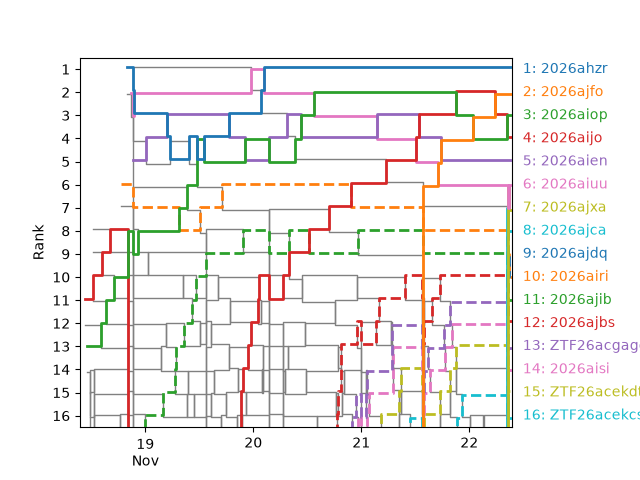 1
2
3
4
5
6
7
8
9
10
11
12
13
14
15
16
Rank
19
20
21
22
Nov
1: 2026ahzr
2: 2026ajfo
3: 2026aiop
4: 2026aijo
5: 2026aien
6: 2026aiuu
7: 2026ajxa
8: 2026ajca
9: 2026ajdq
10: 2026airi
11: 2026ajib
12: 2026ajbs
13: ZTF26acgag
14: 2026aisi
15: ZTF26acekd
16: ZTF26acekc